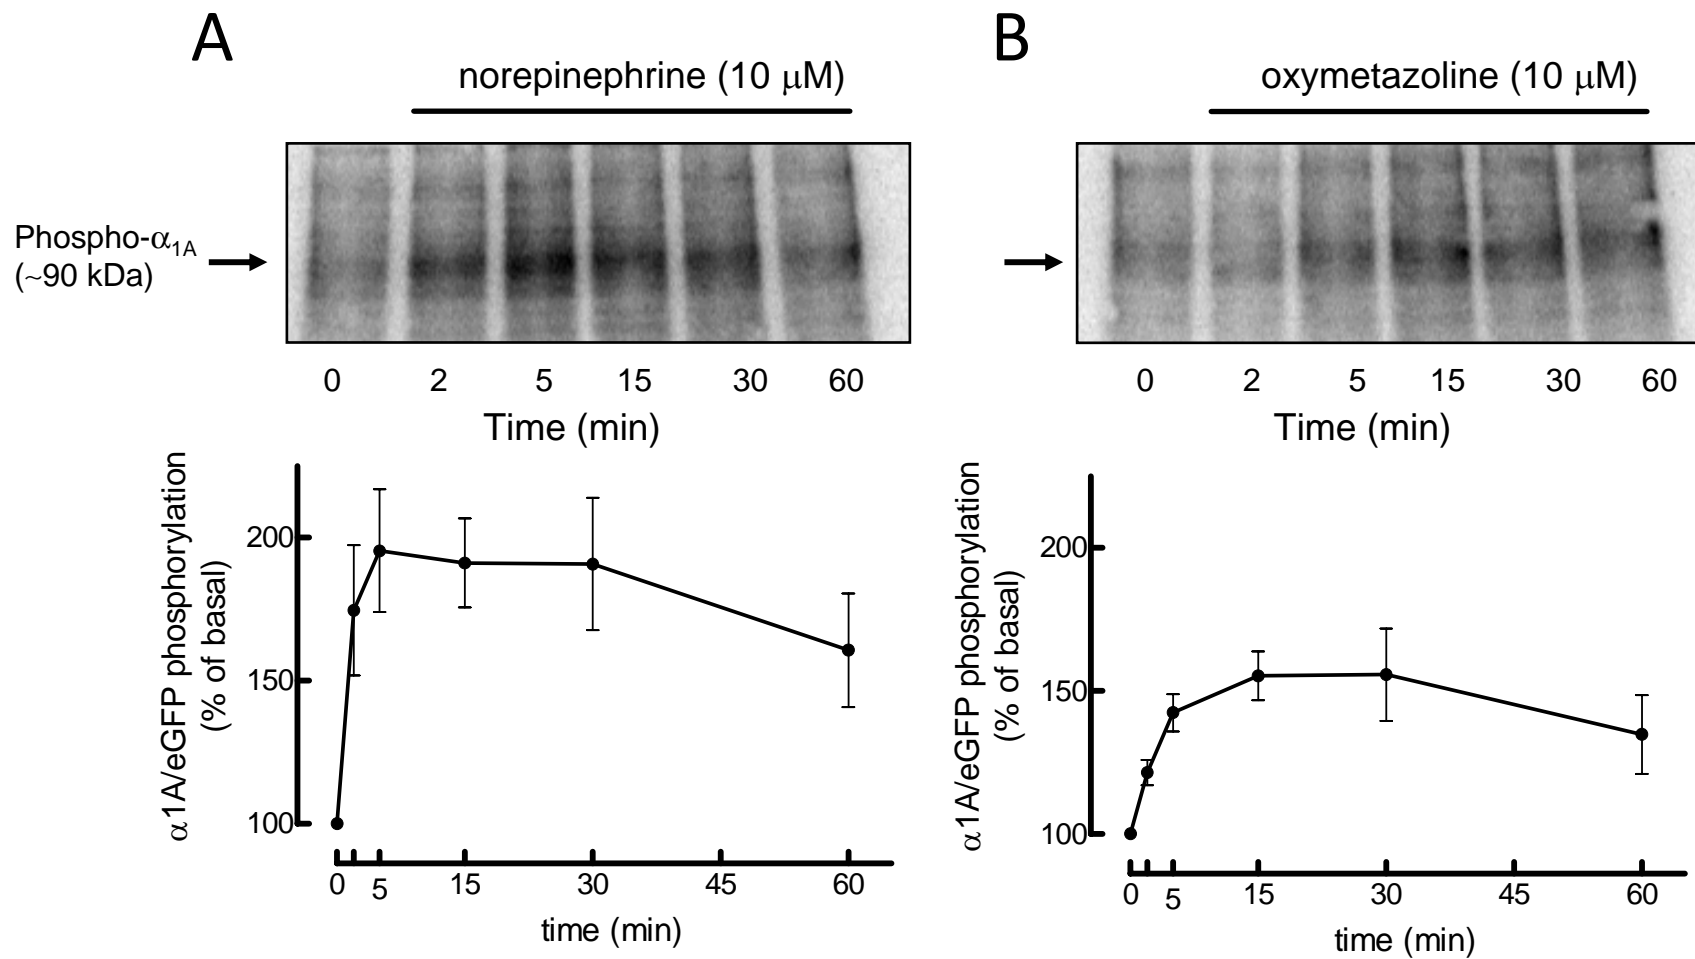 A
norepinephrine (10 μM)
Phospho-α1A
(~90 kDa)
0 2 5 15 30 60
Time (min)
α1A/eGFP phosphorylation
(% of basal)
200
150
100
0 5 15 30 45 60
time (min)
B
oxymetazoline (10 μM)
0 2 5 15 30 60
Time (min)
α1A/eGFP phosphorylation
(% of basal)
200
150
100
0 5 15 30 45 60
time (min)